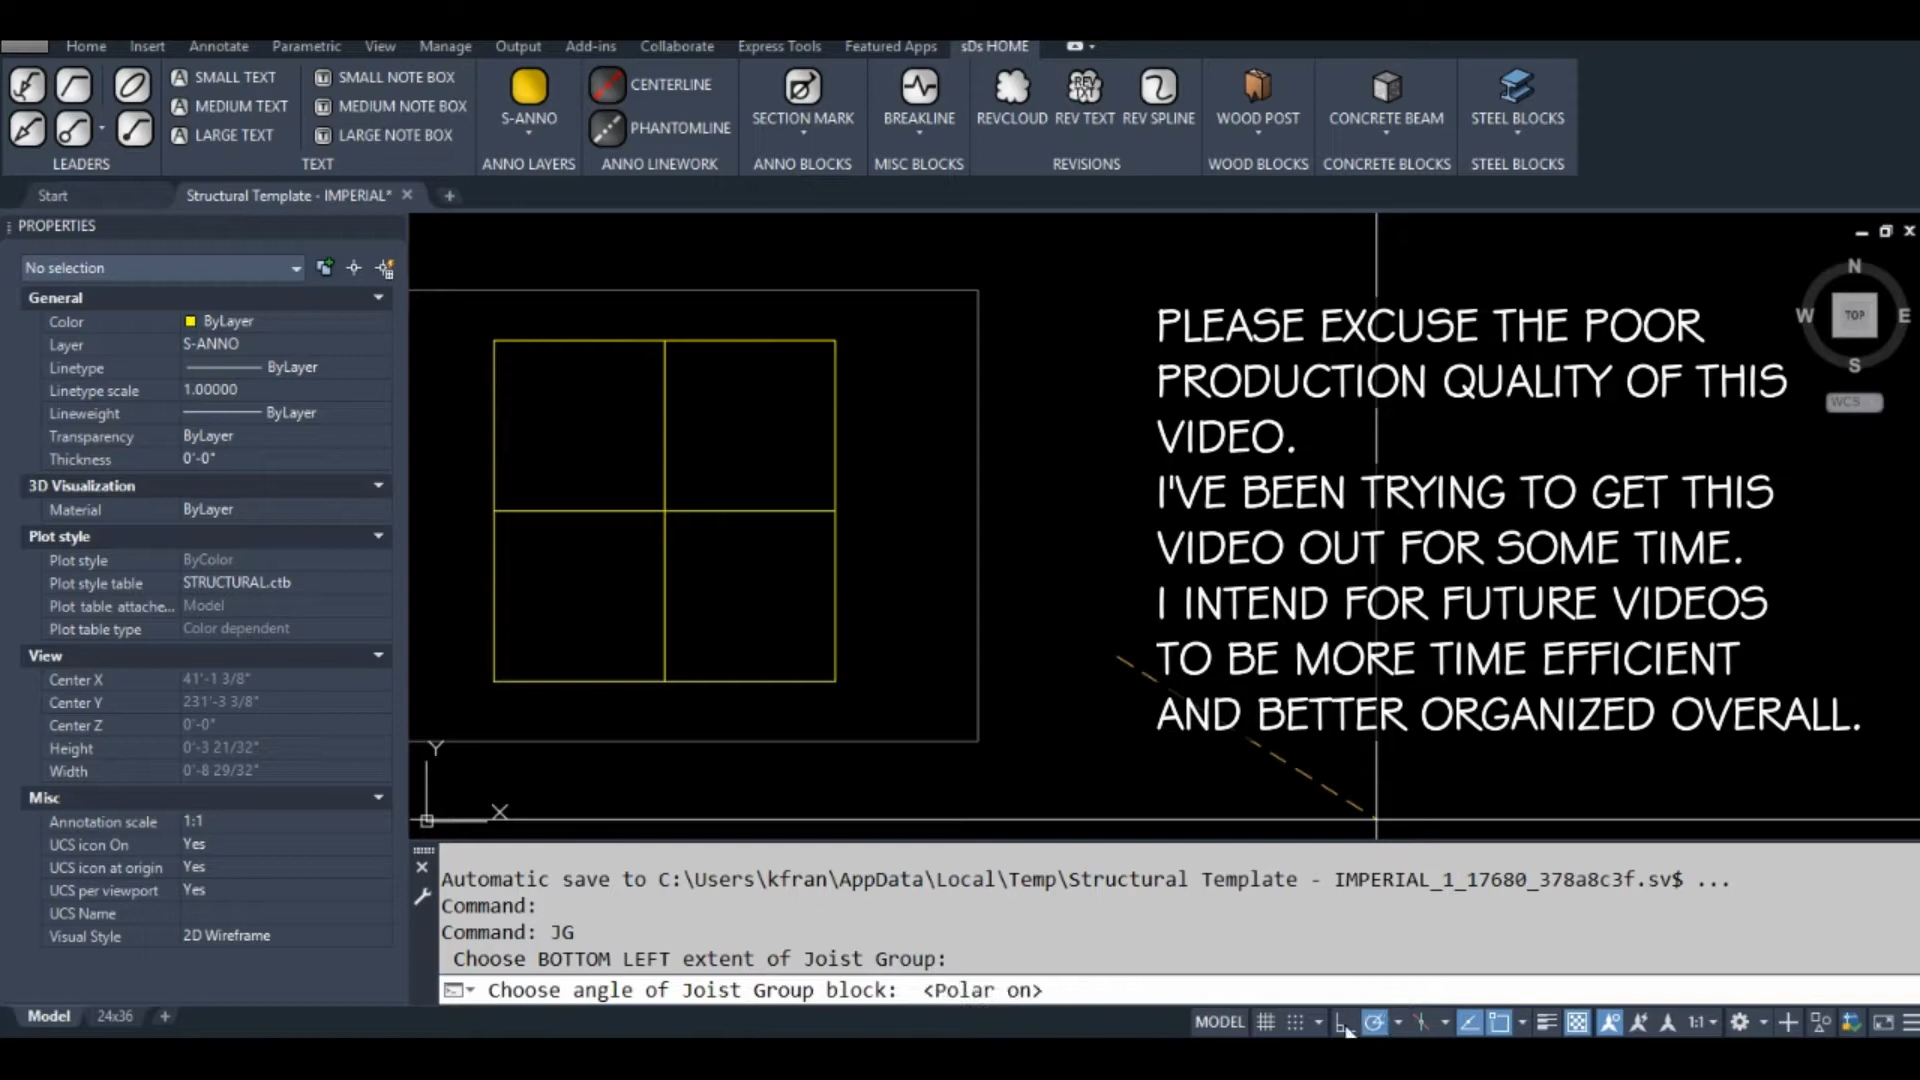 Home Insert Annotate Parametric View Manage Output Add-ins Collaborate Express Tools Featured Apps sDs HOME
SMALL TEXT
MEDIUM TEXT
LARGE TEXT
SMALL NOTE BOX
MEDIUM NOTE BOX
LARGE NOTE BOX
S-ANNO
CENTERLINE
PHANTOMLINE
SECTION MARK
BREAKLINE
REVCLOUD
REV TEXT
REV SPLINE
WOOD POST
CONCRETE BEAM
STEEL BLOCKS
LEADERS TEXT ANNO LAYERS ANNO LINEWORK ANNO BLOCKS MISC BLOCKS REVISIONS WOOD BLOCKS CONCRETE BLOCKS STEEL BLOCKS
Start Structural Template - IMPERIAL*
PROPERTIES
No selection
General
Color ByLayer
Layer S-ANNO
Linetype ByLayer
Linetype scale 1.00000
Lineweight ByLayer
Transparency ByLayer
Thickness 0'-0"
3D Visualization
Material ByLayer
Plot style
Plot style ByColor
Plot style table STRUCTURAL.ctb
Plot table attache... Model
Plot table type Color dependent
View
Center X 41'-1 3/8"
Center Y 231'-3 3/8"
Center Z 0'-0"
Height 0'-3 21/32"
Width 0'-8 29/32"
Misc
Annotation scale 1:1
UCS icon On Yes
UCS icon at origin Yes
UCS per viewport Yes
UCS Name
Visual Style 2D Wireframe
PLEASE EXCUSE THE POOR
PRODUCTION QUALITY OF THIS
VIDEO.
I'VE BEEN TRYING TO GET THIS
VIDEO OUT FOR SOME TIME.
I INTEND FOR FUTURE VIDEOS
TO BE MORE TIME EFFICIENT
AND BETTER ORGANIZED OVERALL.
N
W TOP E
S
WCS
Y
X
Automatic save to C:\Users\kfran\AppData\Local\Temp\Structural Template - IMPERIAL_1_17680_378a8c3f.sv$ ...
Command:
Command: JG
Choose BOTTOM LEFT extent of Joist Group:
Choose angle of Joist Group block: <Polar on>
Model 24x36 +
MODEL 1:1